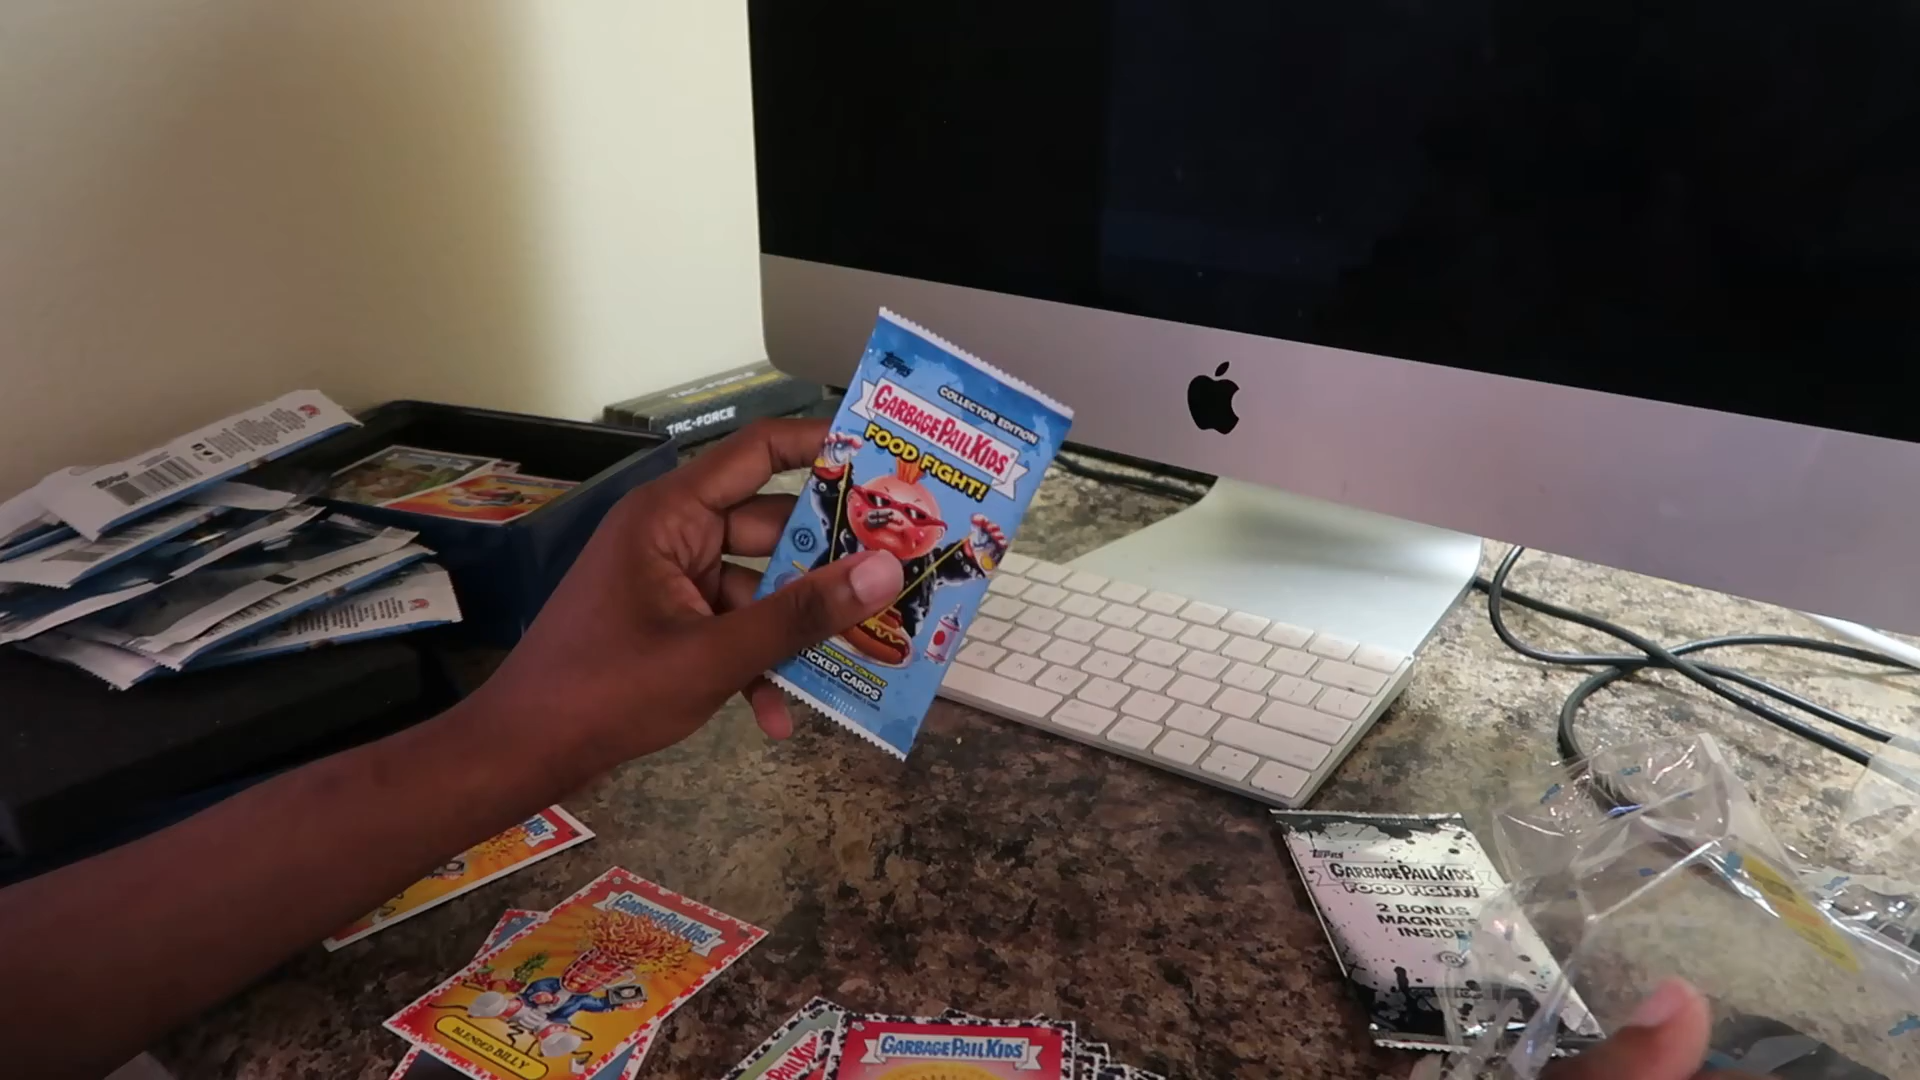 TAC-FORCE
TAC-FORCE
TOPPS
COLLECTOR EDITION
GARBAGE PAIL KIDS
FOOD FIGHT!
PREMIUM CONTENT
STICKER CARDS
TOPPS
GARBAGE PAIL KIDS
FOOD FIGHT!
2 BONUS
MAGNETS
INSIDE!
GARBAGE PAIL KIDS
BLENDED BILLY
GARBAGE PAIL KIDS